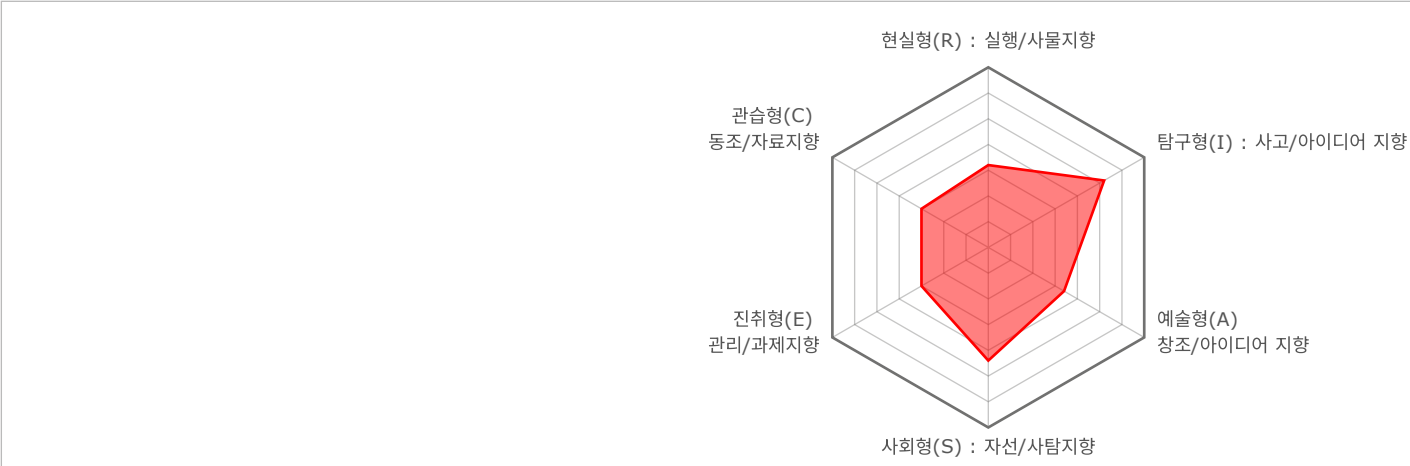 현실형(R) : 실행/사물지향
관습형(C)
동조/자료지향
탐구형(I) : 사고/아이디어 지향
진취형(E)
관리/과제지향
예술형(A)
창조/아이디어 지향
사회형(S) : 자선/사탐지향